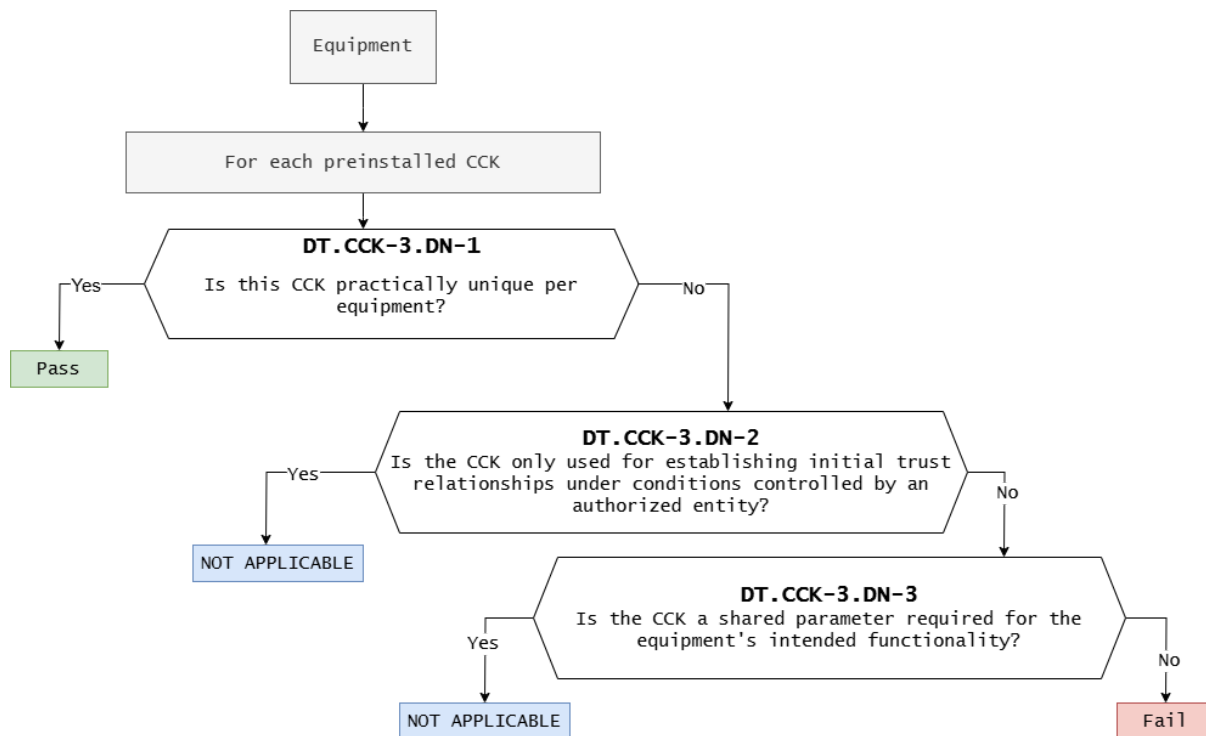 Equipment
For each preinstalled CCK
DT.CCK-3.DN-1
Is this CCK practically unique per
equipment?
Yes
No
Pass
DT.CCK-3.DN-2
Is the CCK only used for establishing initial trust
relationships under conditions controlled by an
authorized entity?
Yes
No
NOT APPLICABLE
DT.CCK-3.DN-3
Is the CCK a shared parameter required for the
equipment's intended functionality?
Yes
No
NOT APPLICABLE
Fail